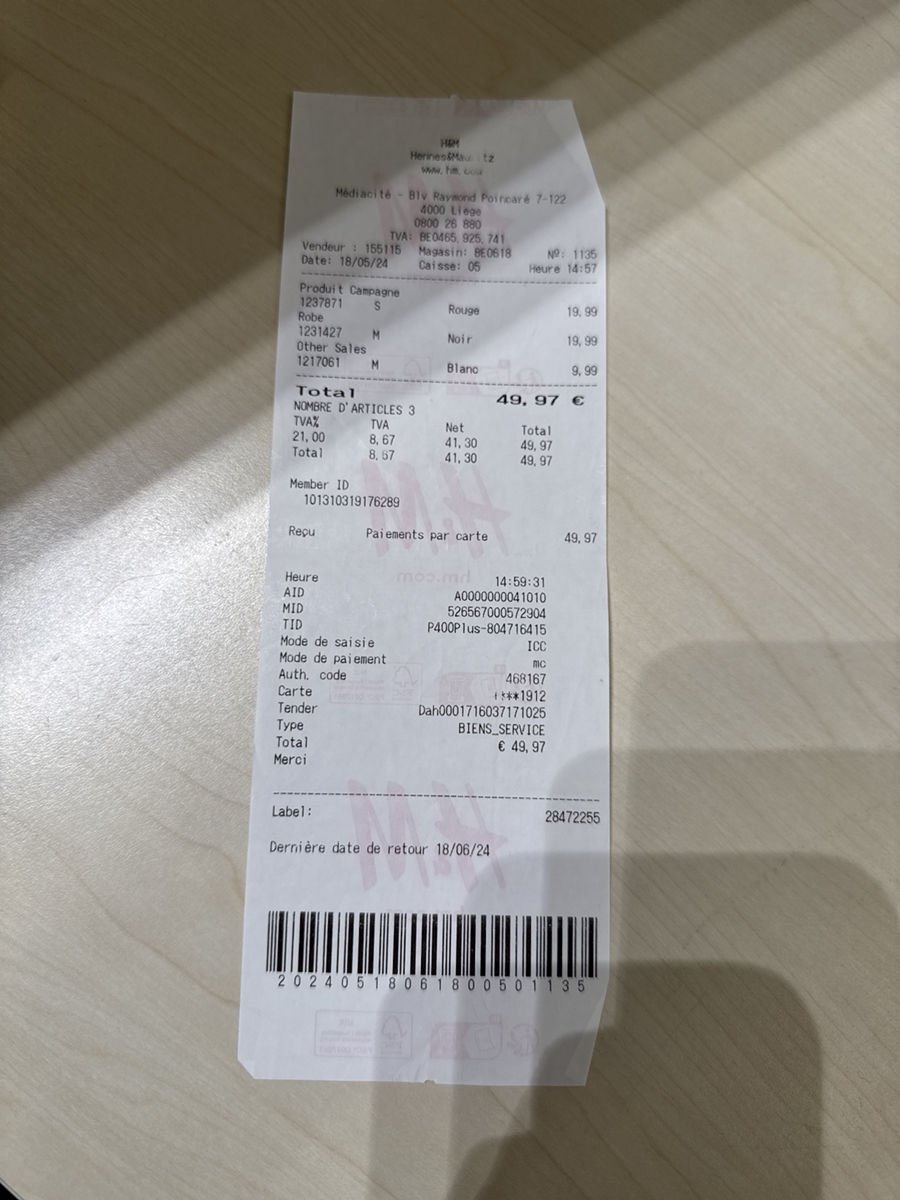 H&M
www.hm.com
Médiacité - Blv Raymond Poincaré 7-122
4000 Liège
0800 26 880
TVA: BE0465.925.741
Vendeur : 155115 Magasin: BE0618 Nº: 1135
Date: 18/05/24 Caisse: 05 Heure 14:57
Produit Campagne
1237871 S Rouge 19,99
Robe
1231427 M Noir 19,99
Other Sales
1217061 M Blanc 9,99
Total 49,97 €
NOMBRE D'ARTICLES 3
TVA% TVA Net Total
21,00 8,67 41,30 49,97
Total 8,67 41,30 49,97
Member ID
101310319176289
Reçu Paiements par carte 49,97
Heure 14:59:31
AID A0000000041010
MID 526567000572904
TID P400Plus-804716415
Mode de saisie ICC
Mode de paiement mc
Auth. code 468167
Carte ****1912
Tender Dah0001716037171025
Type BIENS_SERVICE
Total € 49,97
Merci
Label: 28472255
Dernière date de retour 18/06/24
20240518061800501135
H&M
hm.com
H&M